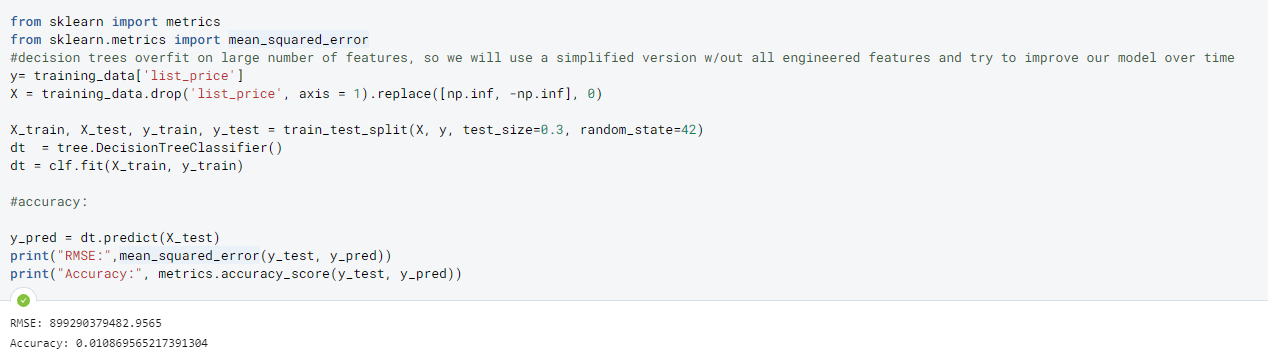 from sklearn import metrics
from sklearn.metrics import mean_squared_error
#decision trees overfit on large number of features, so we will use a simplified version w/out all engineered features and try to improve our model over time
y= training_data['list_price']
X = training_data.drop('list_price', axis = 1).replace([np.inf, -np.inf], 0)
X_train, X_test, y_train, y_test = train_test_split(X, y, test_size=0.3, random_state=42)
dt  = tree.DecisionTreeClassifier()
dt = clf.fit(X_train, y_train)
#accuracy:
y_pred = dt.predict(X_test)
print("RMSE:",mean_squared_error(y_test, y_pred))
print("Accuracy:", metrics.accuracy_score(y_test, y_pred))
RMSE: 899290379482.9565
Accuracy: 0.010869565217391304